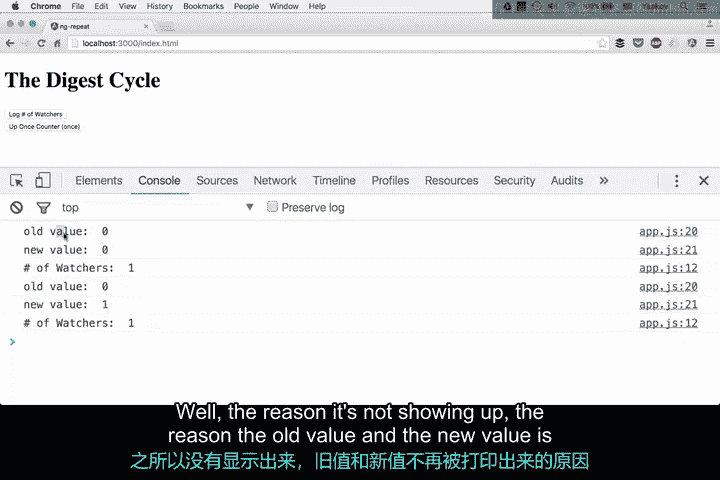 Chrome File Edit View History Bookmarks People Window Help
ng-repeat
localhost:3000/index.html
The Digest Cycle
Log # of Watchers
Up Once Counter (once)
Elements Console Sources Network Timeline Profiles Resources Security Audits »
top Preserve log
old value: 0 app.js:20
new value: 0 app.js:21
# of Watchers: 1 app.js:12
old value: 0 app.js:20
new value: 1 app.js:21
# of Watchers: 1 app.js:12
Well, the reason it's not showing up, the
reason the old value and the new value is
之所以没有显示出来，旧值和新值不再被打印出来的原因